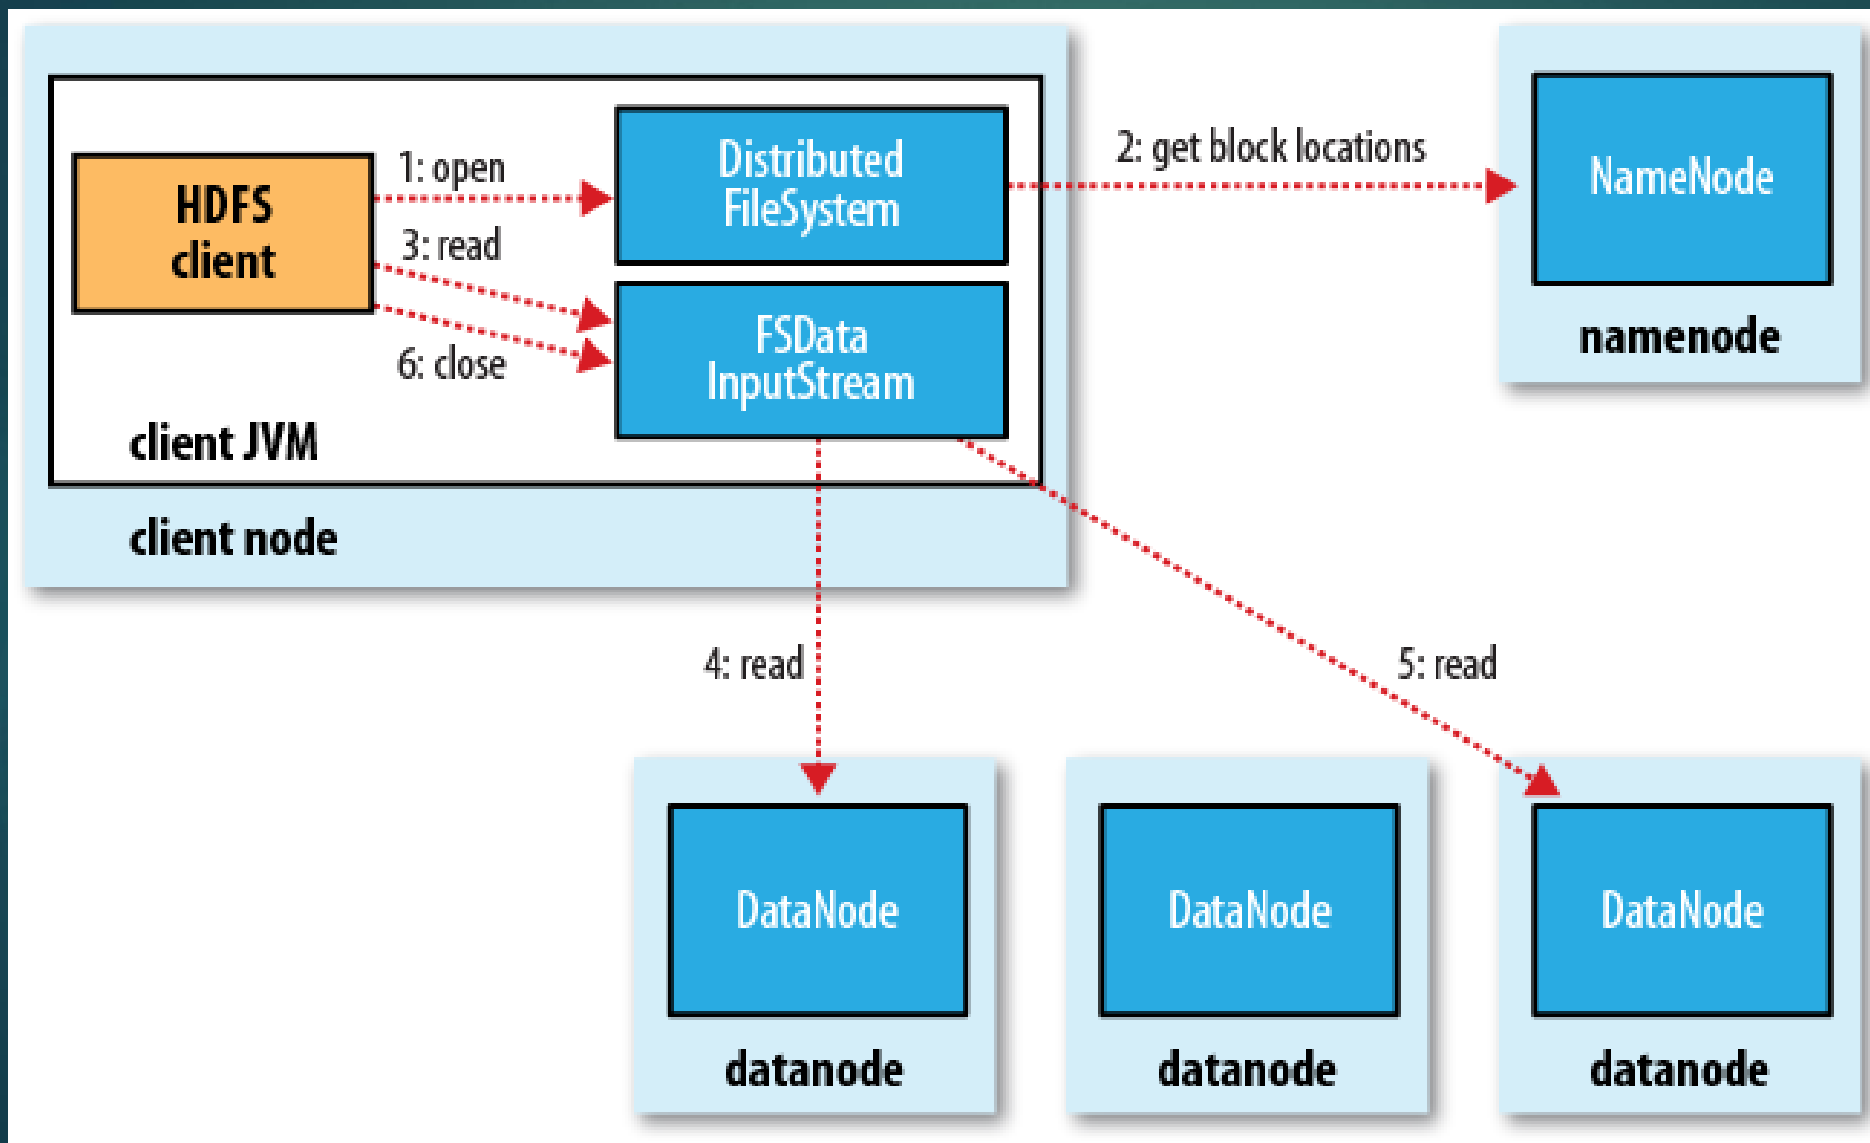 1: open
Distributed
FileSystem
2: get block locations
NameNode
HDFS
client
3: read
FSData
InputStream
6: close
namenode
client JVM
client node
4: read
5: read
DataNode
DataNode
DataNode
datanode
datanode
datanode